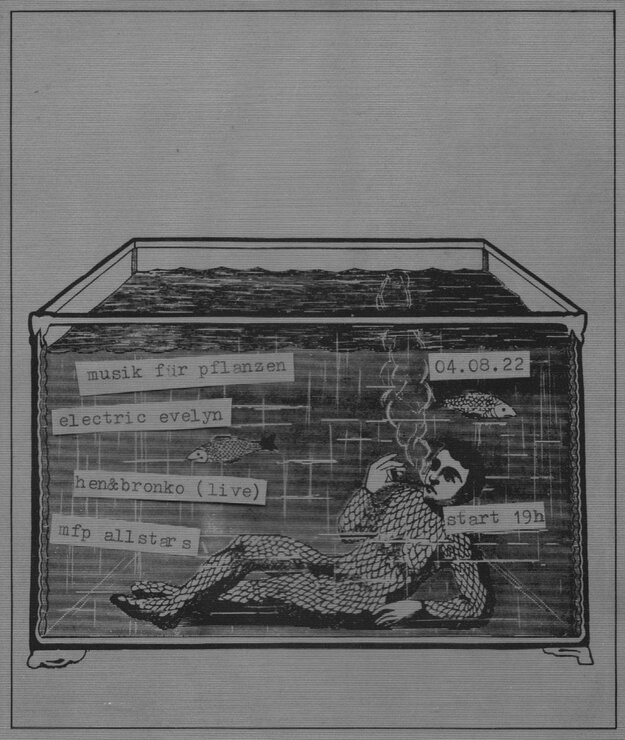 musik für pflanzen
04.08.22
electric evelyn
hen&bronko (live)
start 19h
mfp allstars